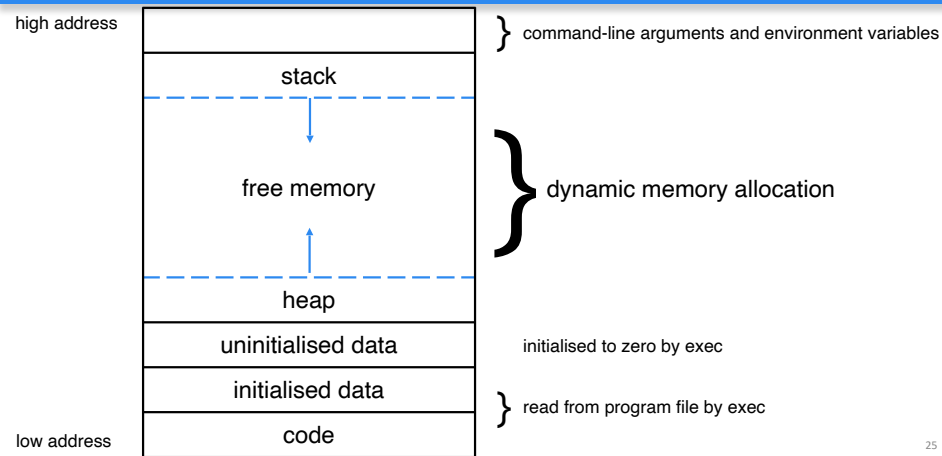 high address
} command-line arguments and environment variables
stack
free memory
} dynamic memory allocation
heap
uninitialised data
initialised to zero by exec
initialised data
} read from program file by exec
code
low address
25